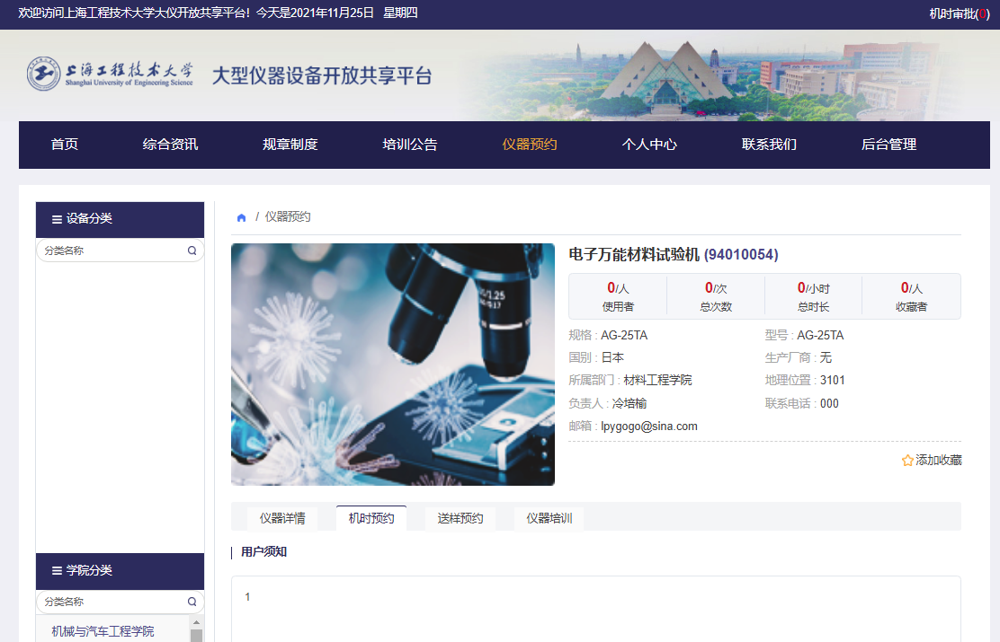 欢迎访问上海工程技术大学大仪开放共享平台！今天是2021年11月25日 星期四
机时审批(0)
上海工程技术大学
Shanghai University of Engineering Science
大型仪器设备开放共享平台
首页 综合资讯 规章制度 培训公告 仪器预约 个人中心 联系我们 后台管理
设备分类
分类名称
/ 仪器预约
电子万能材料试验机 (94010054)
0/人 0/次 0/小时 0/人
使用者 总次数 总时长 收藏者
规格 : AG-25TA 型号 : AG-25TA
国别 : 日本 生产厂商 : 无
所属部门 : 材料工程学院 地理位置 : 3101
负责人 : 冷培榆 联系电话 : 000
邮箱 : lpygogo@sina.com
添加收藏
仪器详情 机时预约 送样预约 仪器培训
用户须知
1
学院分类
分类名称
机械与汽车工程学院